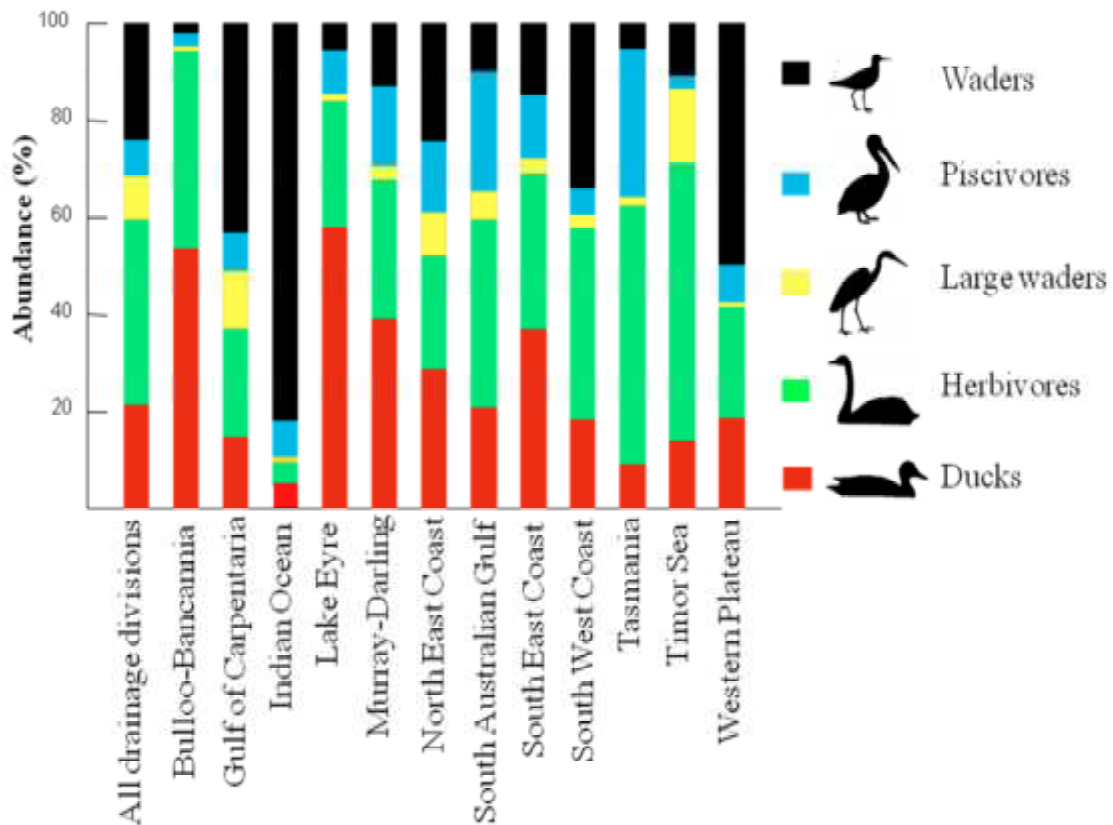 100
80
60
40
20
Abundance (%)
Waders
Piscivores
Large waders
Herbivores
Ducks
All drainage divisions
Bulloo-Bancannia
Gulf of Carpentaria
Indian Ocean
Lake Eyre
Murray-Darling
North East Coast
South Australian Gulf
South East Coast
South West Coast
Tasmania
Timor Sea
Western Plateau